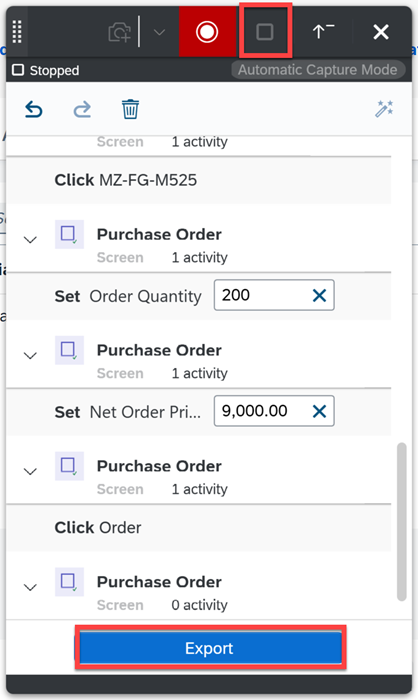 Stopped
Automatic Capture Mode
Screen 1 activity
Click MZ-FG-M525
Purchase Order
Screen 1 activity
Set Order Quantity 200
Purchase Order
Screen 1 activity
Set Net Order Pri... 9,000.00
Purchase Order
Screen 1 activity
Click Order
Purchase Order
Screen 0 activity
Export